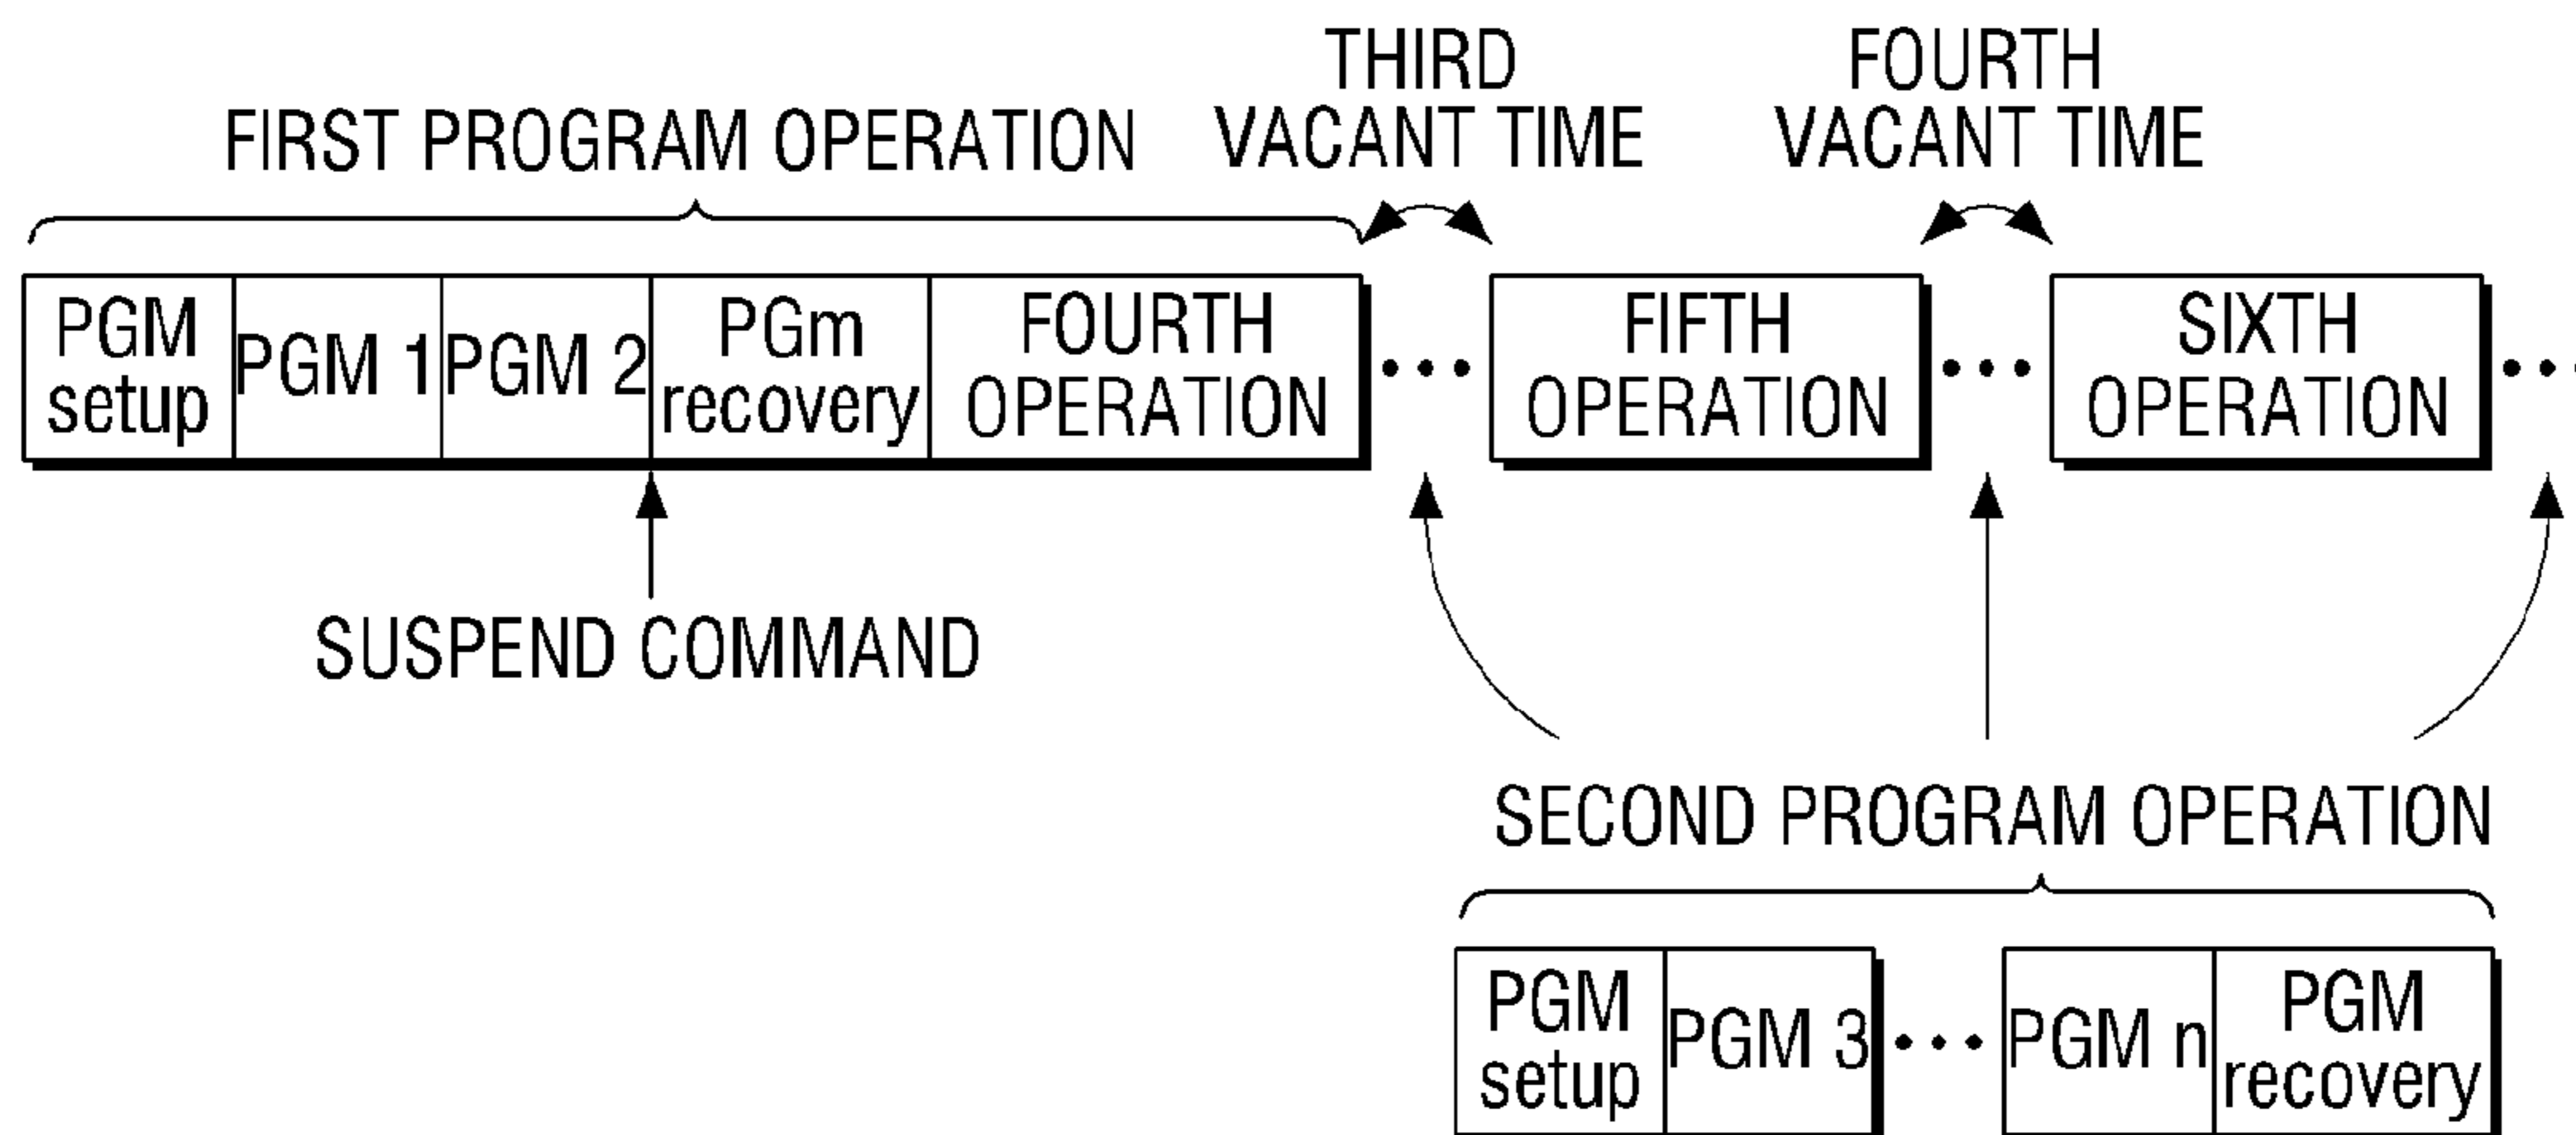 THIRD
VACANT TIME
FOURTH
VACANT TIME
FIRST PROGRAM OPERATION
PGM
setup
PGM 1
PGM 2
PGm
recovery
FOURTH
OPERATION
•••
FIFTH
OPERATION
•••
SIXTH
OPERATION
••
SUSPEND COMMAND
SECOND PROGRAM OPERATION
PGM
setup
PGM 3
•••
PGM n
PGM
recovery